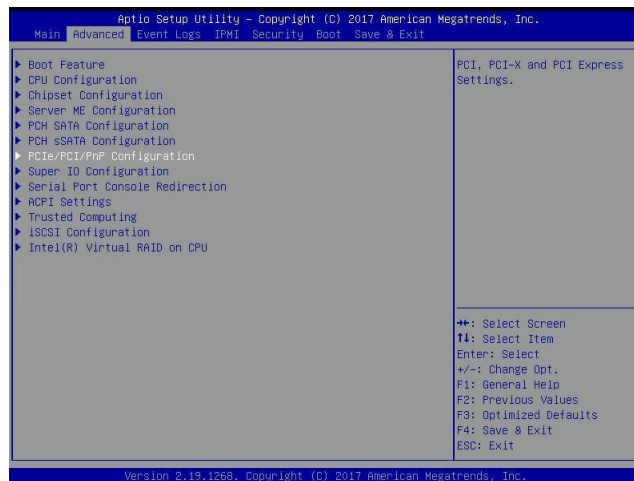 Aptio Setup Utility – Copyright (C) 2017 American Megatrends, Inc.
Main Advanced Event Logs IPMI Security Boot Save & Exit
Boot Feature
CPU Configuration
Chipset Configuration
Server ME Configuration
PCH SATA Configuration
PCH sSATA Configuration
PCIe/PCI/PnP Configuration
Super IO Configuration
Serial Port Console Redirection
ACPI Settings
Trusted Computing
iSCSI Configuration
Intel(R) Virtual RAID on CPU
PCI, PCI-X and PCI Express
Settings.
→←: Select Screen
↑↓: Select Item
Enter: Select
+/-: Change Opt.
F1: General Help
F2: Previous Values
F3: Optimized Defaults
F4: Save & Exit
ESC: Exit
Version 2.19.1268. Copyright (C) 2017 American Megatrends, Inc.